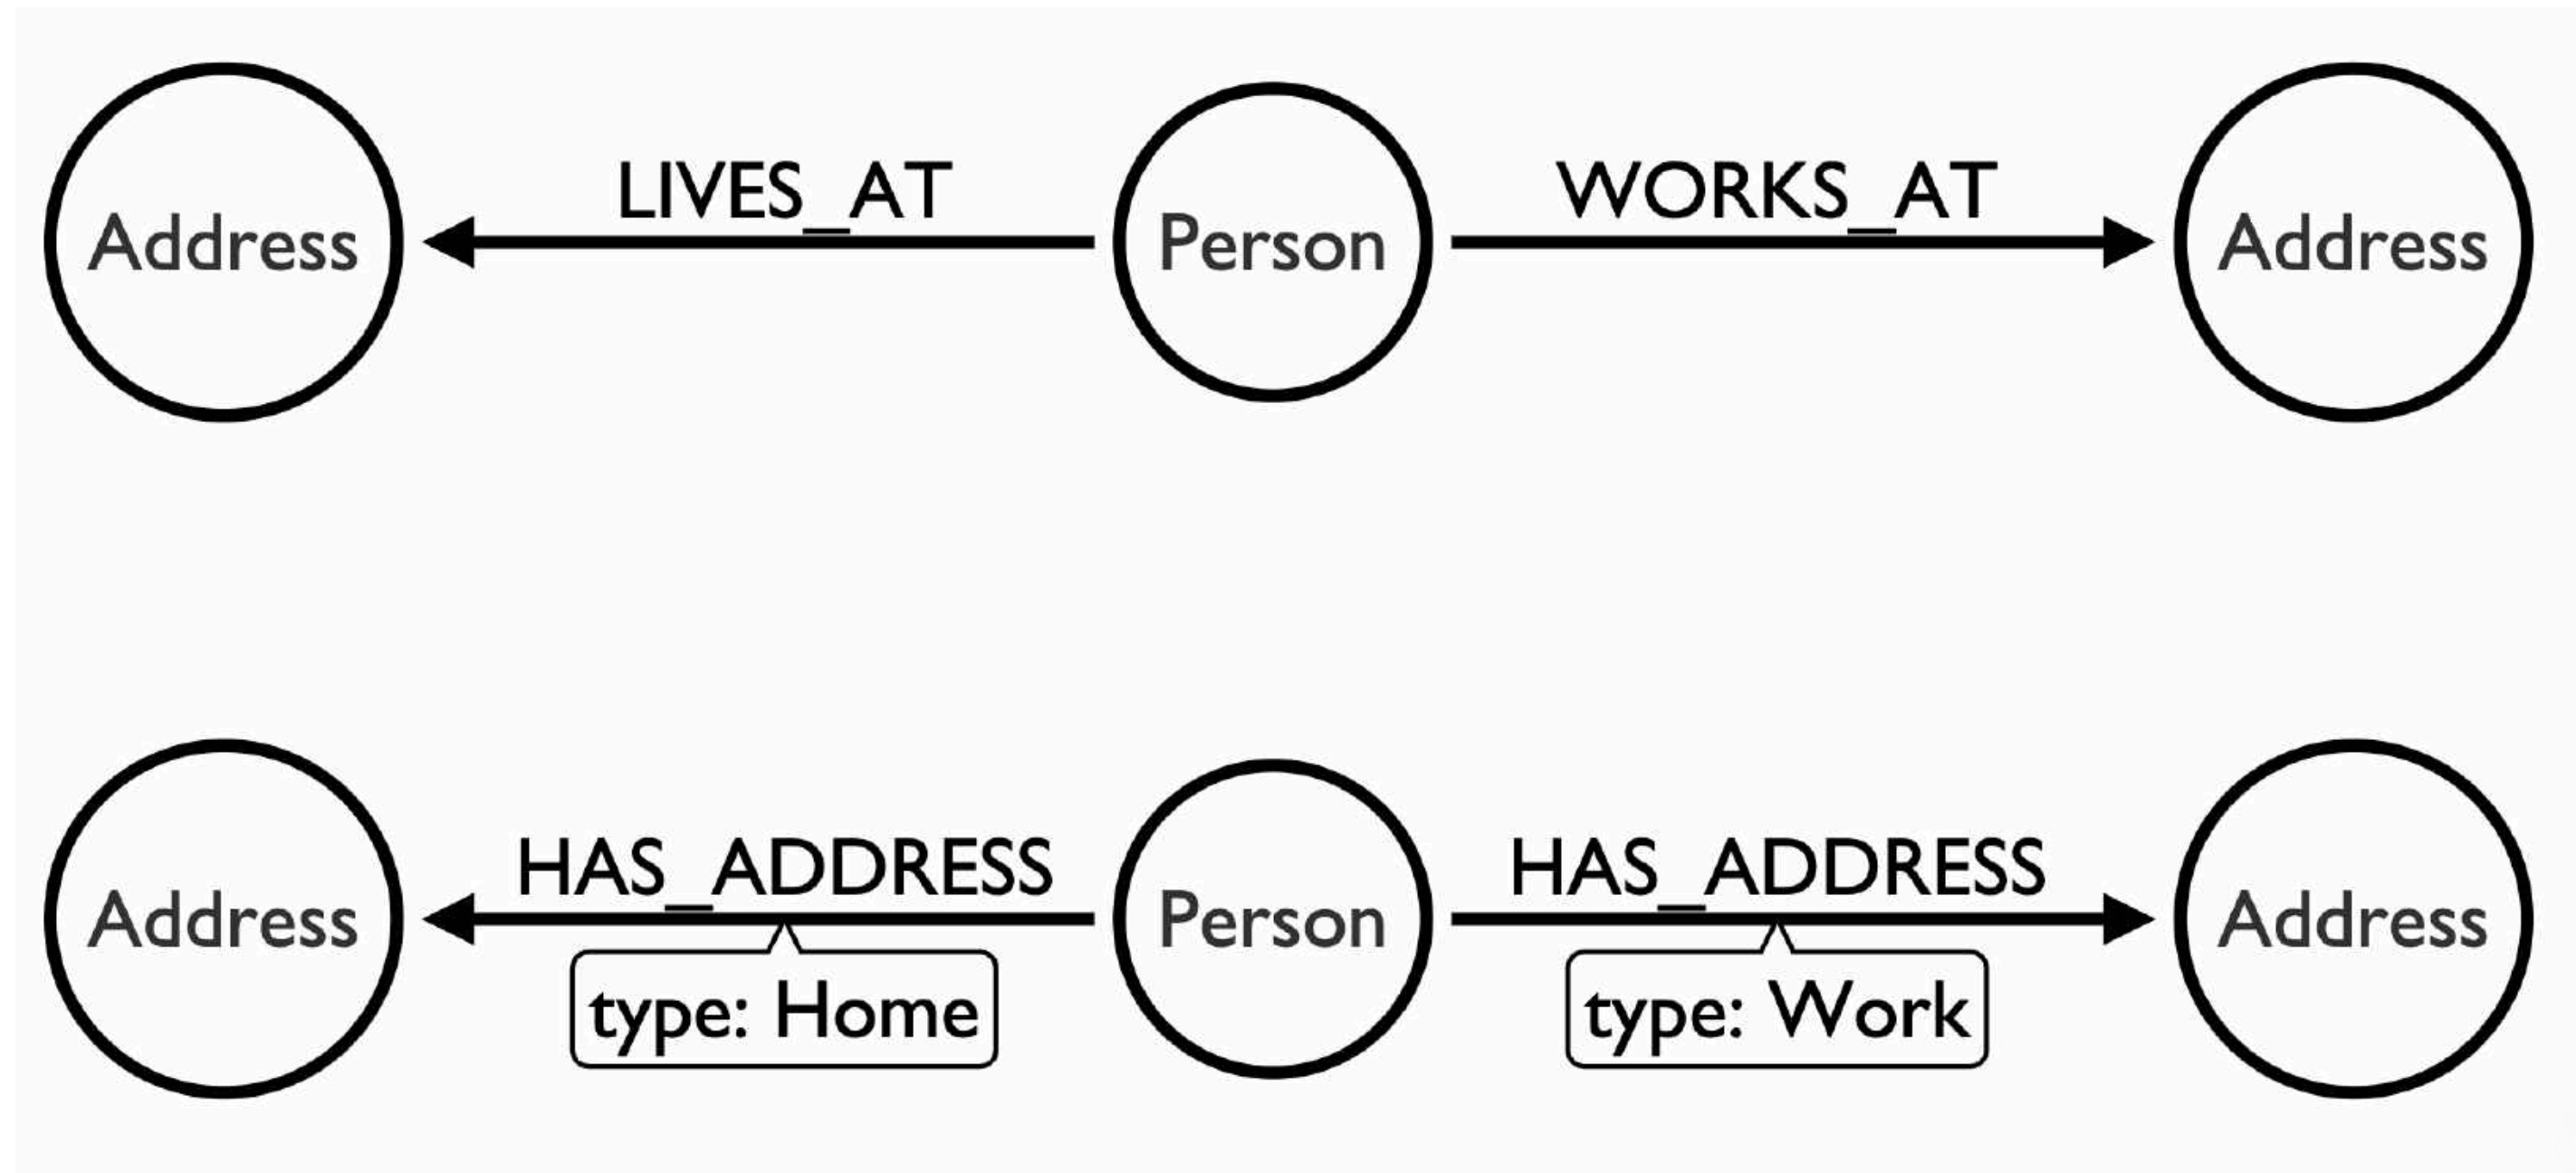 LIVES_AT
WORKS_AT
Address
Person
Address
HAS_ADDRESS
HAS_ADDRESS
Address
Person
Address
type: Home
type: Work